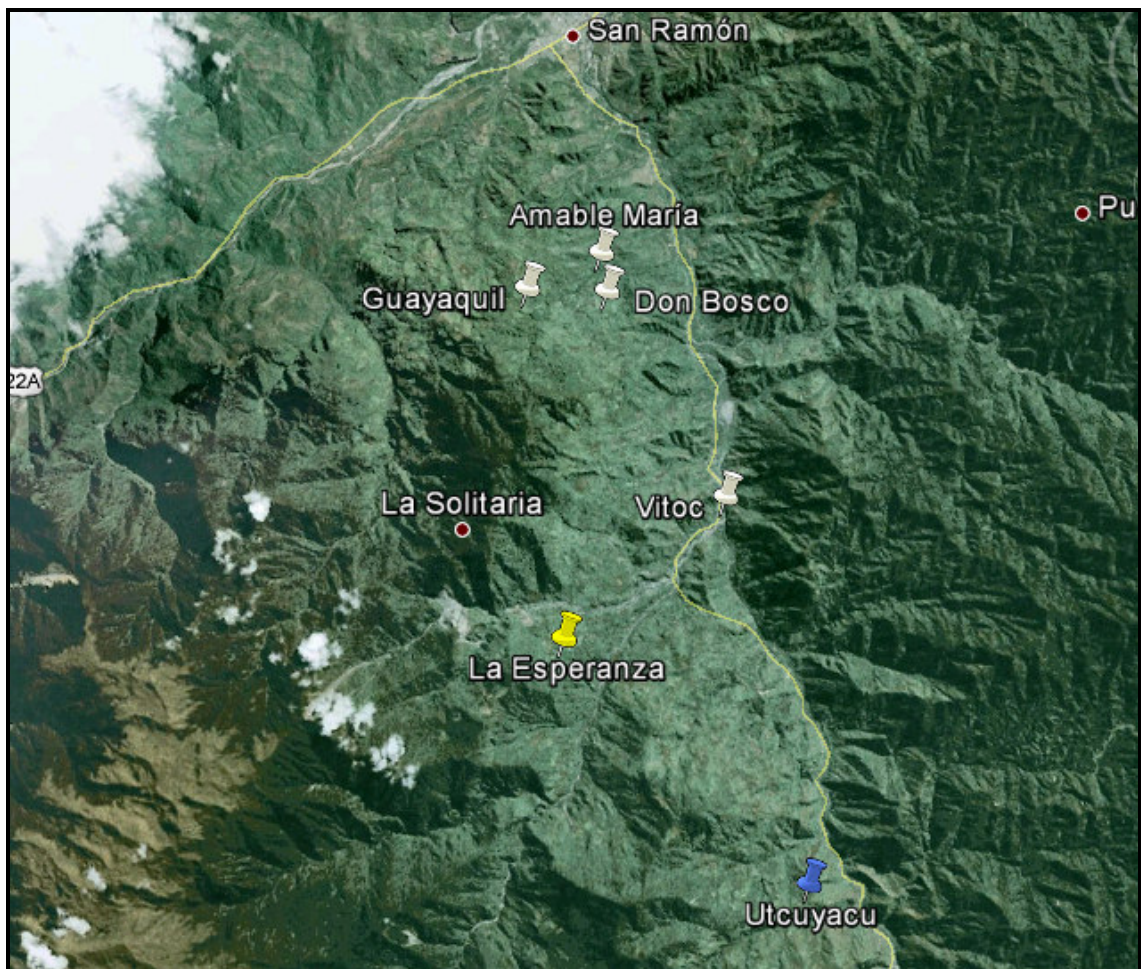 San Ramón
Pu
Amable María
Guayaquil
Don Bosco
22A
La Solitaria
Vitoc
La Esperanza
Utcuyacu